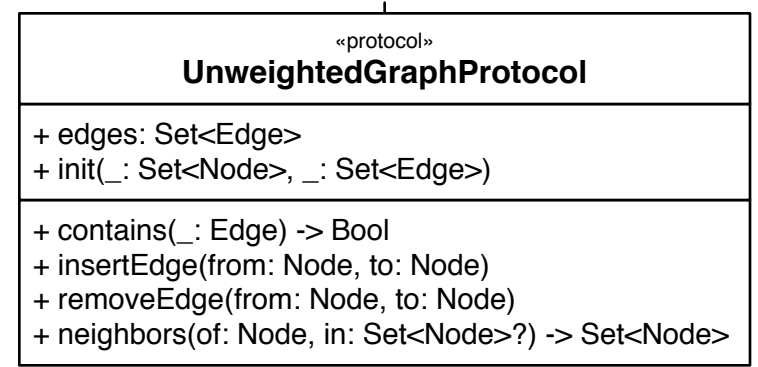 «protocol»
UnweightedGraphProtocol
+ edges: Set<Edge>
+ init(_: Set<Node>, _: Set<Edge>)
+ contains(_: Edge) -> Bool
+ insertEdge(from: Node, to: Node)
+ removeEdge(from: Node, to: Node)
+ neighbors(of: Node, in: Set<Node>?) -> Set<Node>